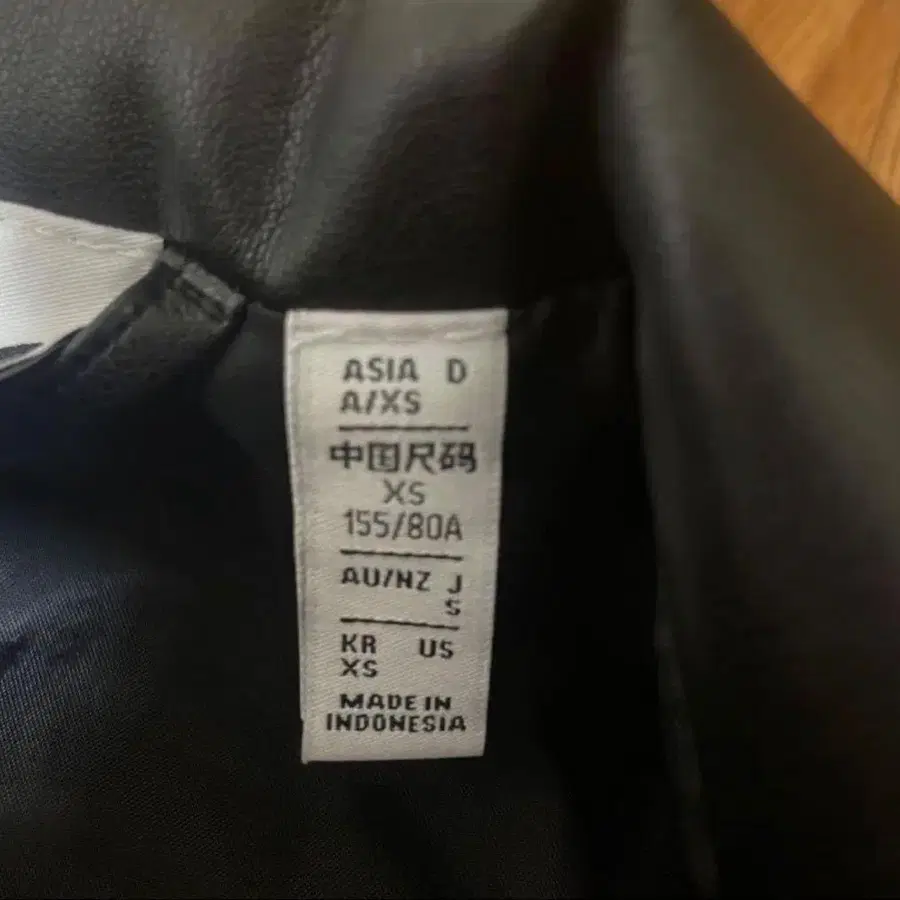 ASIA D
A/XS
中国尺码
XS
155/80A
AU/NZ J
S
KR US
XS
MADE IN
INDONESIA